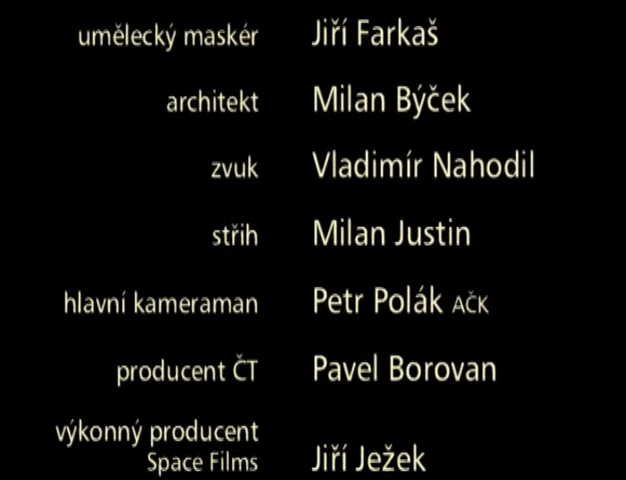 umělecký maskér Jiří Farkaš
architekt Milan Býček
zvuk Vladimír Nahodil
střih Milan Justin
hlavní kameraman Petr Polák AČK
producent ČT Pavel Borovan
výkonný producent
Space Films Jiří Ježek